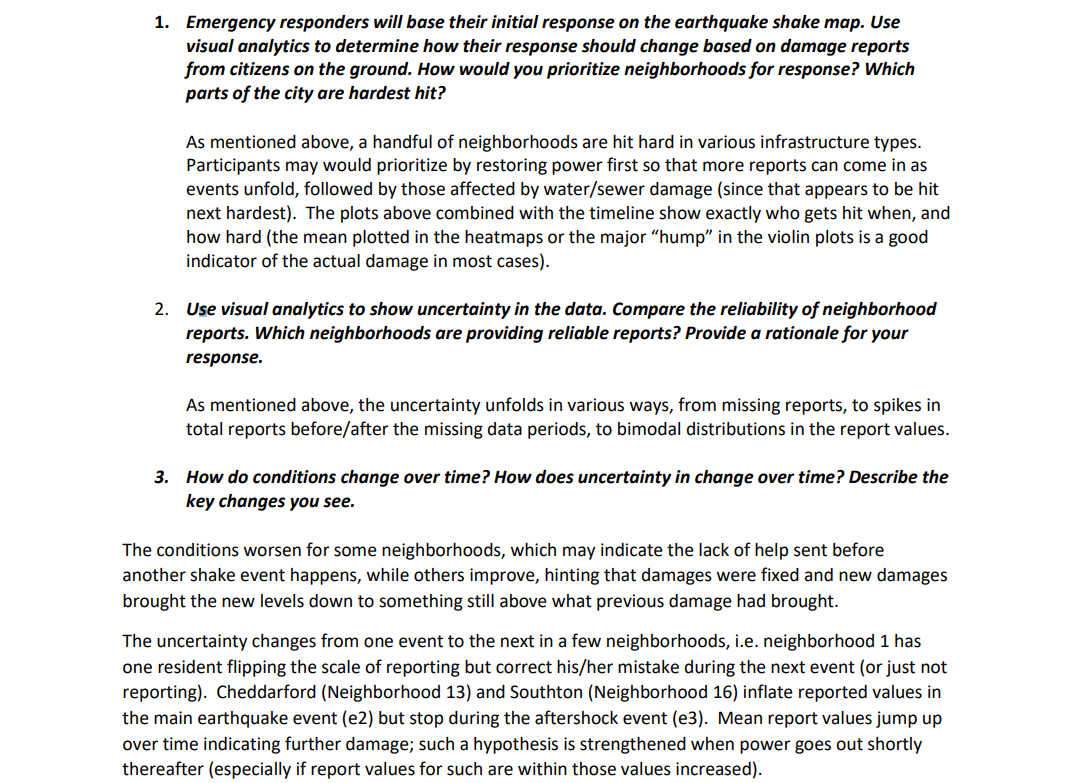 1. Emergency responders will base their initial response on the earthquake shake map. Use
visual analytics to determine how their response should change based on damage reports
from citizens on the ground. How would you prioritize neighborhoods for response? Which
parts of the city are hardest hit?
As mentioned above, a handful of neighborhoods are hit hard in various infrastructure types.
Participants may would prioritize by restoring power first so that more reports can come in as
events unfold, followed by those affected by water/sewer damage (since that appears to be hit
next hardest). The plots above combined with the timeline show exactly who gets hit when, and
how hard (the mean plotted in the heatmaps or the major “hump” in the violin plots is a good
indicator of the actual damage in most cases).
2. Use visual analytics to show uncertainty in the data. Compare the reliability of neighborhood
reports. Which neighborhoods are providing reliable reports? Provide a rationale for your
response.
As mentioned above, the uncertainty unfolds in various ways, from missing reports, to spikes in
total reports before/after the missing data periods, to bimodal distributions in the report values.
3. How do conditions change over time? How does uncertainty in change over time? Describe the
key changes you see.
The conditions worsen for some neighborhoods, which may indicate the lack of help sent before
another shake event happens, while others improve, hinting that damages were fixed and new damages
brought the new levels down to something still above what previous damage had brought.
The uncertainty changes from one event to the next in a few neighborhoods, i.e. neighborhood 1 has
one resident flipping the scale of reporting but correct his/her mistake during the next event (or just not
reporting). Cheddarford (Neighborhood 13) and Southton (Neighborhood 16) inflate reported values in
the main earthquake event (e2) but stop during the aftershock event (e3). Mean report values jump up
over time indicating further damage; such a hypothesis is strengthened when power goes out shortly
thereafter (especially if report values for such are within those values increased).